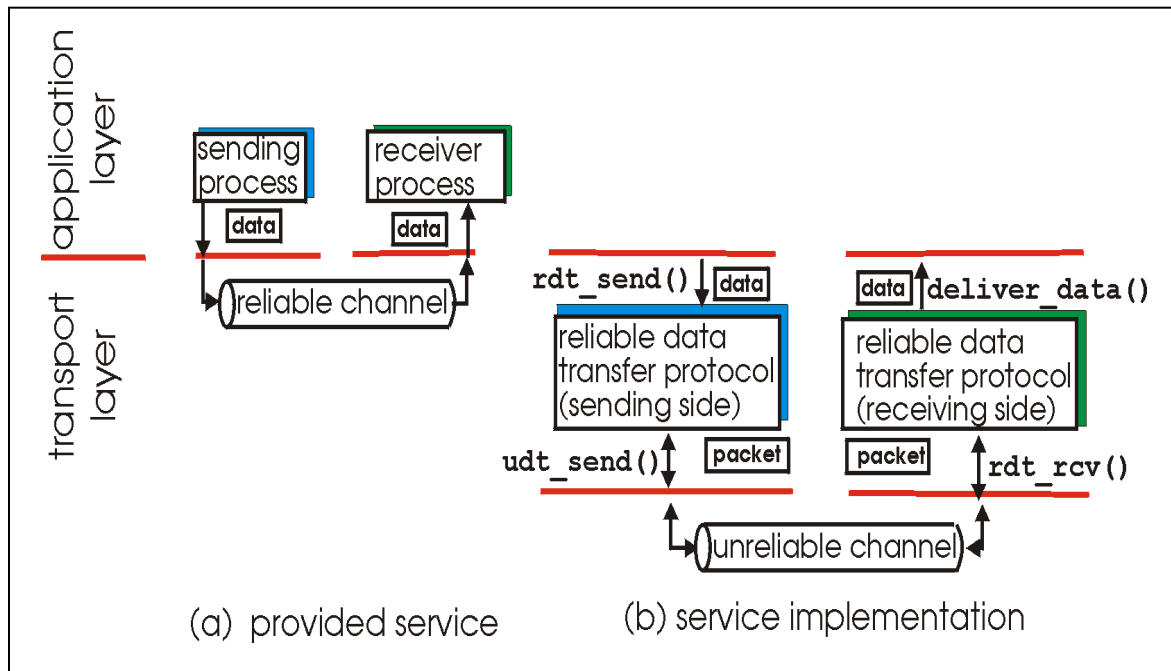 application
layer
transport
layer
sending
process
data
receiver
process
data
reliable channel
rdt_send()
data
reliable data
transfer protocol
(sending side)
udt_send()
packet
data
deliver_data()
reliable data
transfer protocol
(receiving side)
packet
rdt_rcv()
unreliable channel
(a) provided service
(b) service implementation